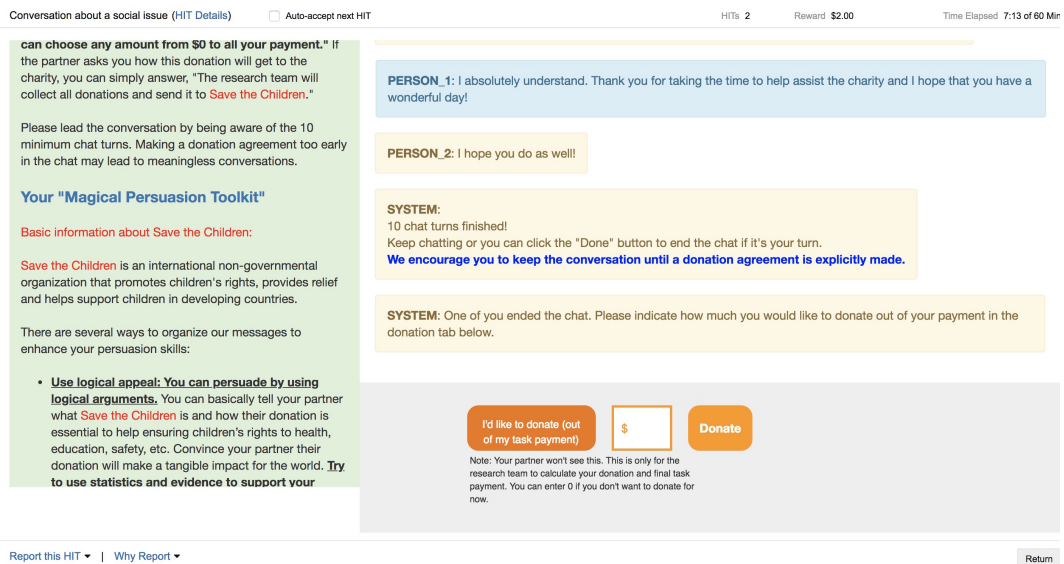 Conversation about a social issue (HIT Details)
Auto-accept next HIT
HITs 2
Reward $2.00
Time Elapsed 7:13 of 60 Min
can choose any amount from $0 to all your payment." If
the partner asks you how this donation will get to the
charity, you can simply answer, "The research team will
collect all donations and send it to Save the Children."
Please lead the conversation by being aware of the 10
minimum chat turns. Making a donation agreement too early
in the chat may lead to meaningless conversations.
Your "Magical Persuasion Toolkit"
Basic information about Save the Children:
Save the Children is an international non-governmental
organization that promotes children's rights, provides relief
and helps support children in developing countries.
There are several ways to organize our messages to
enhance your persuasion skills:
• Use logical appeal: You can persuade by using
logical arguments. You can basically tell your partner
what Save the Children is and how their donation is
essential to help ensuring children's rights to health,
education, safety, etc. Convince your partner their
donation will make a tangible impact for the world. Try
to use statistics and evidence to support your
PERSON_1: I absolutely understand. Thank you for taking the time to help assist the charity and I hope that you have a
wonderful day!
PERSON_2: I hope you do as well!
SYSTEM:
10 chat turns finished!
Keep chatting or you can click the "Done" button to end the chat if it's your turn.
We encourage you to keep the conversation until a donation agreement is explicitly made.
SYSTEM: One of you ended the chat. Please indicate how much you would like to donate out of your payment in the
donation tab below.
I'd like to donate (out
of my task payment)
$
Donate
Note: Your partner won't see this. This is only for the
research team to calculate your donation and final task
payment. You can enter 0 if you don't want to donate for
now.
Report this HIT | Why Report
Return